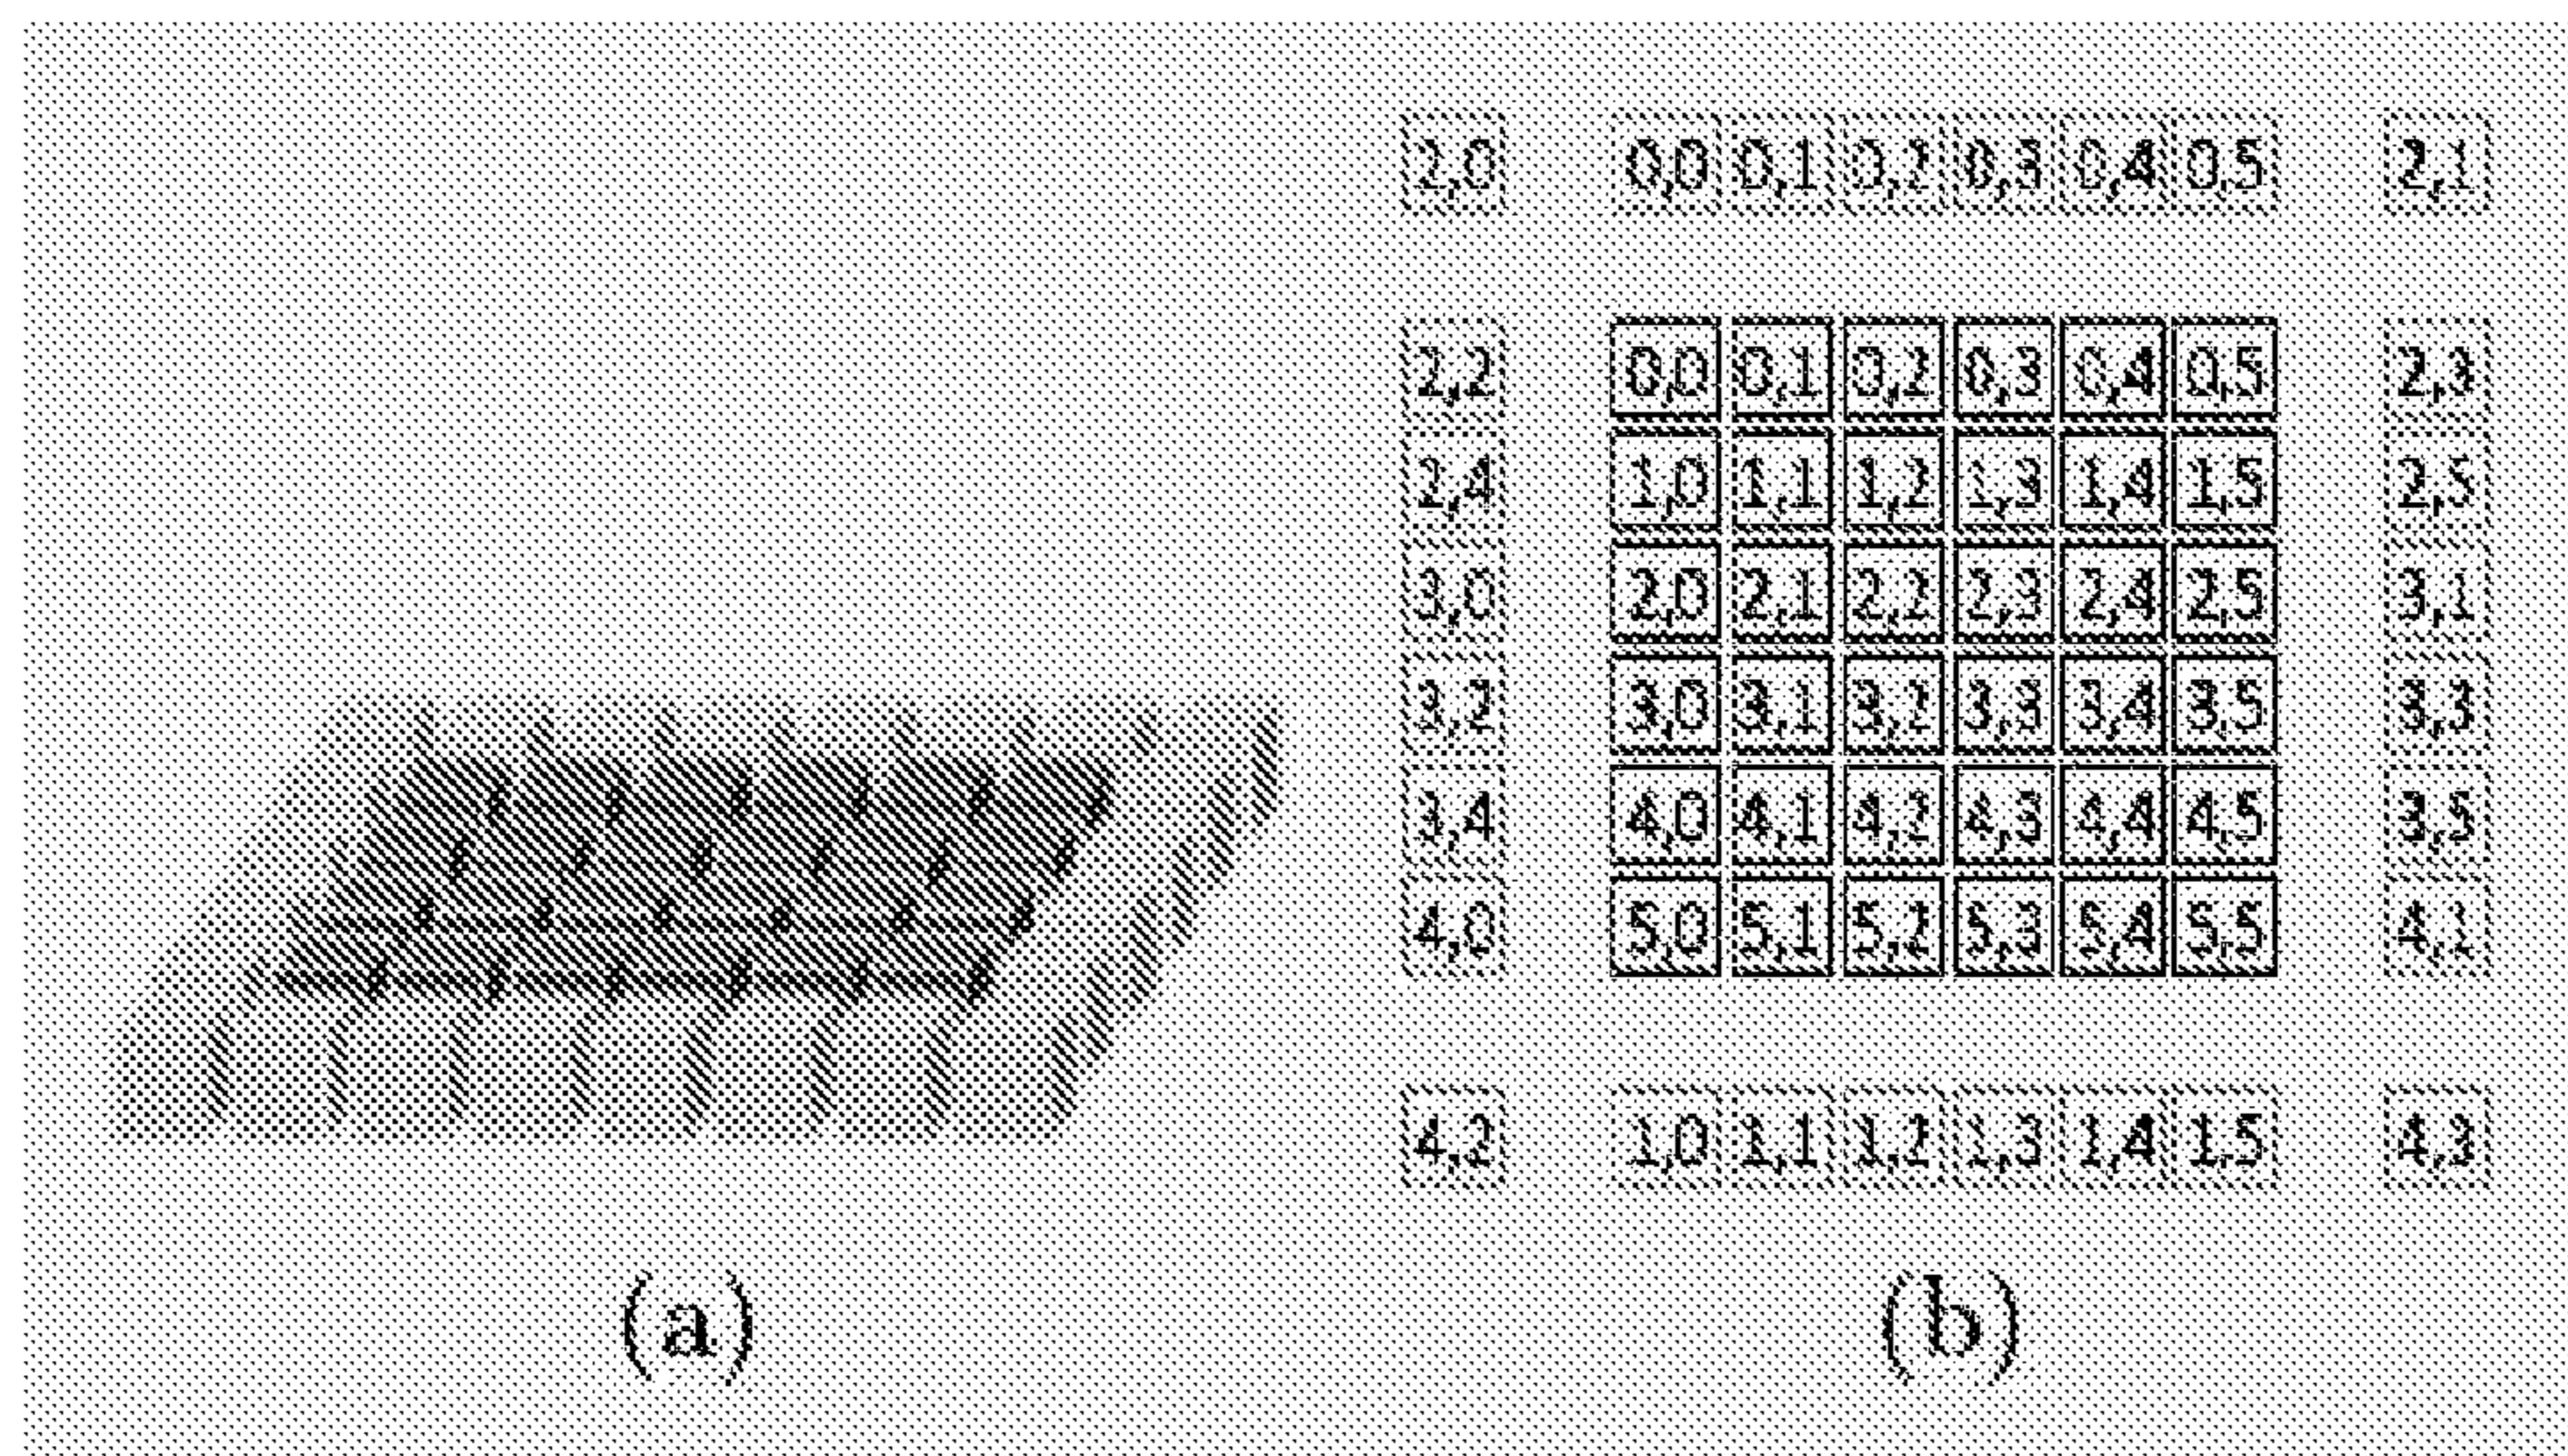 2,0 0,0 0,1 0,2 0,3 0,4 0,5 2,1
2,2 0,0 0,1 0,2 0,3 0,4 0,5 2,3
2,4 1,0 1,1 1,2 1,3 1,4 1,5 2,5
3,0 2,0 2,1 2,2 2,3 2,4 2,5 3,1
3,2 3,0 3,1 3,2 3,3 3,4 3,5 3,3
3,4 4,0 4,1 4,2 4,3 4,4 4,5 3,5
4,0 5,0 5,1 5,2 5,3 5,4 5,5 4,1
4,2 1,0 1,1 1,2 1,3 1,4 1,5 4,3
(a) (b)